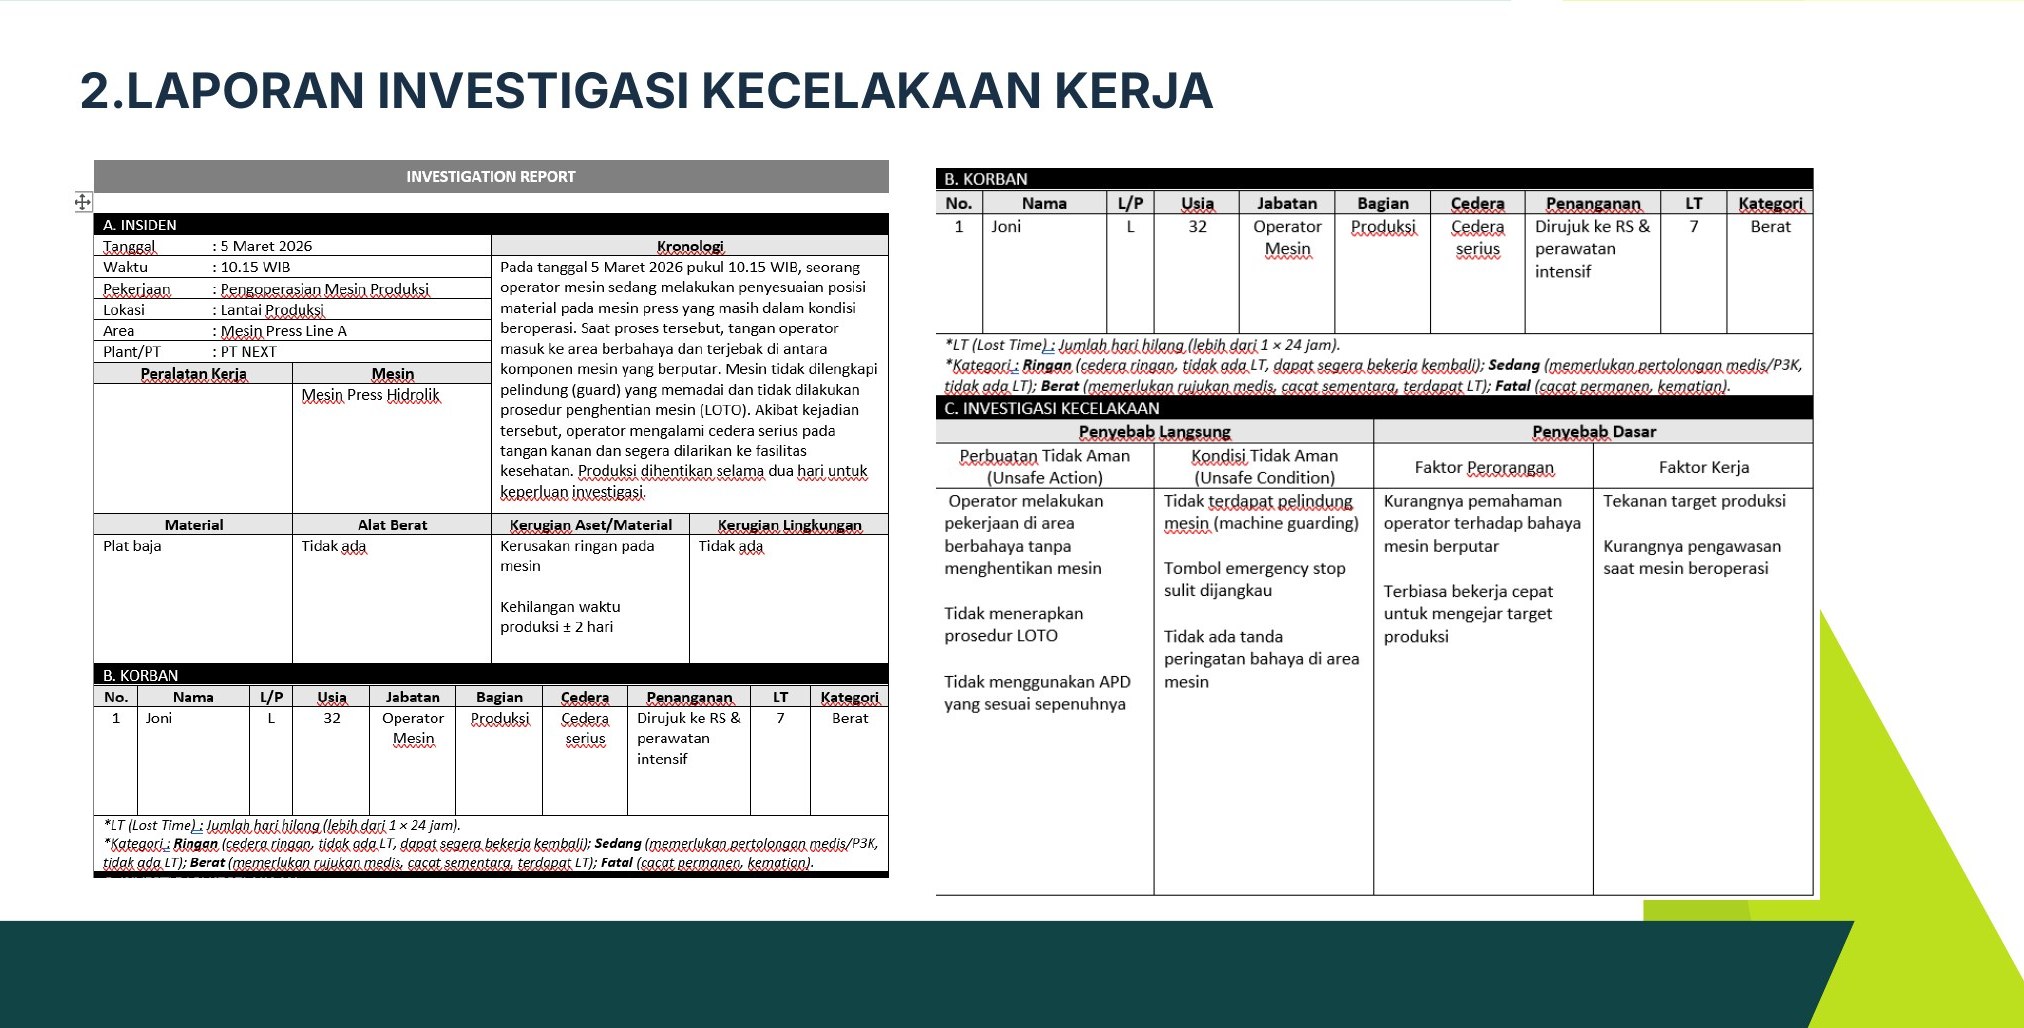 2.LAPORAN INVESTIGASI KECELAKAAN KERJA
INVESTIGATION REPORT
A. INSIDEN
Tanggal : 5 Maret 2026
Waktu : 10.15 WIB
Pekerjaan : Pengoperasian Mesin Produksi
Lokasi : Lantai Produksi
Area : Mesin Press Line A
Plant/PT : PT NEXT
Peralatan Kerja Mesin
Mesin Press Hidrolik
Kronologi
Pada tanggal 5 Maret 2026 pukul 10.15 WIB, seorang
operator mesin sedang melakukan penyesuaian posisi
material pada mesin press yang masih dalam kondisi
beroperasi. Saat proses tersebut, tangan operator
masuk ke area berbahaya dan terjebak di antara
komponen mesin yang berputar. Mesin tidak dilengkapi
pelindung (guard) yang memadai dan tidak dilakukan
prosedur penghentian mesin (LOTO). Akibat kejadian
tersebut, operator mengalami cedera serius pada
tangan kanan dan segera dilarikan ke fasilitas
kesehatan. Produksi dihentikan selama dua hari untuk
keperluan investigasi.
Material Alat Berat Kerugian Aset/Material Kerugian Lingkungan
Plat baja
Tidak ada
Kerusakan ringan pada
mesin
Kehilangan waktu
produksi ± 2 hari
Tidak ada
B. KORBAN
No. Nama L/P Usia Jabatan Bagian Cedera Penanganan LT Kategori
1 Joni L 32 Operator Produksi Cedera Dirujuk ke RS & 7 Berat
Mesin serius perawatan
intensif
*LT (Lost Time) : Jumlah hari hilang (lebih dari 1 × 24 jam).
*Kategori : Ringan (cedera ringan, tidak ada LT, dapat segera bekerja kembali); Sedang (memerlukan pertolongan medis/P3K,
tidak ada LT); Berat (memerlukan rujukan medis, cacat sementara, terdapat LT); Fatal (cacat permanen, kematian).
B. KORBAN
No. Nama L/P Usia Jabatan Bagian Cedera Penanganan LT Kategori
1 Joni L 32 Operator Produksi Cedera Dirujuk ke RS & 7 Berat
Mesin serius perawatan
intensif
*LT (Lost Time) : Jumlah hari hilang (lebih dari 1 × 24 jam).
*Kategori : Ringan (cedera ringan, tidak ada LT, dapat segera bekerja kembali); Sedang (memerlukan pertolongan medis/P3K,
tidak ada LT); Berat (memerlukan rujukan medis, cacat sementara, terdapat LT); Fatal (cacat permanen, kematian).
C. INVESTIGASI KECELAKAAN
Penyebab Langsung Penyebab Dasar
Perbuatan Tidak Aman
(Unsafe Action)
Kondisi Tidak Aman
(Unsafe Condition)
Faktor Perorangan
Faktor Kerja
Operator melakukan
pekerjaan di area
berbahaya tanpa
menghentikan mesin
Tidak menerapkan
prosedur LOTO
Tidak menggunakan APD
yang sesuai sepenuhnya
Tidak terdapat pelindung
mesin (machine guarding)
Tombol emergency stop
sulit dijangkau
Tidak ada tanda
peringatan bahaya di area
mesin
Kurangnya pemahaman
operator terhadap bahaya
mesin berputar
Terbiasa bekerja cepat
untuk mengejar target
produksi
Tekanan target produksi
Kurangnya pengawasan
saat mesin beroperasi